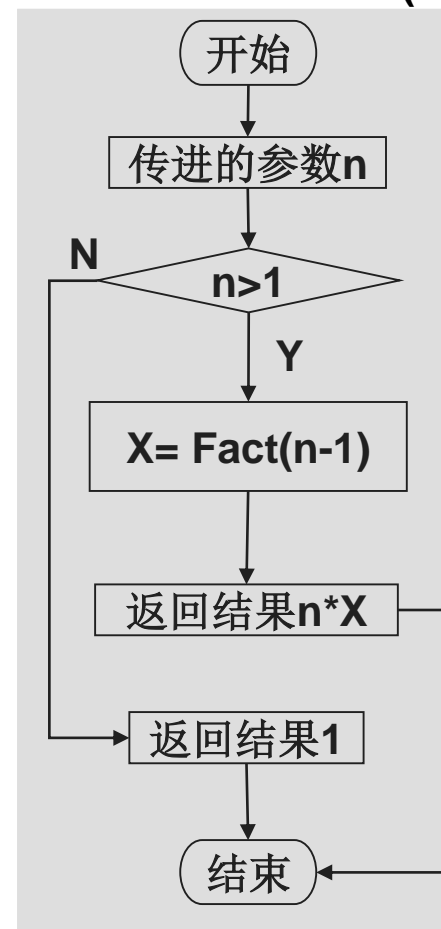 开始
传进的参数n
N
n>1
Y
X= Fact(n-1)
返回结果n*X
返回结果1
结束